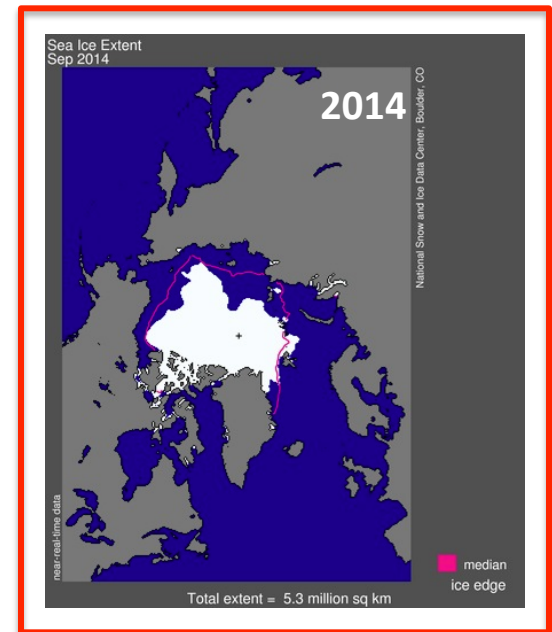 Sea Ice Extent
Sep 2014
2014
National Snow and Ice Data Center, Boulder, CO
near-real-time data
median
ice edge
Total extent = 5.3 million sq km